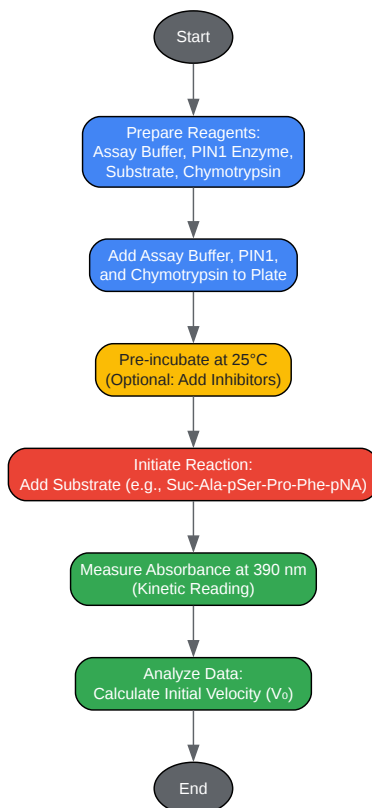 Start
Prepare Reagents:
Assay Buffer, PIN1 Enzyme,
Substrate, Chymotrypsin
Add Assay Buffer, PIN1,
and Chymotrypsin to Plate
Pre-incubate at 25°C
(Optional: Add Inhibitors)
Initiate Reaction:
Add Substrate (e.g., Suc-Ala-pSer-Pro-Phe-pNA)
Measure Absorbance at 390 nm
(Kinetic Reading)
Analyze Data:
Calculate Initial Velocity (V₀)
End